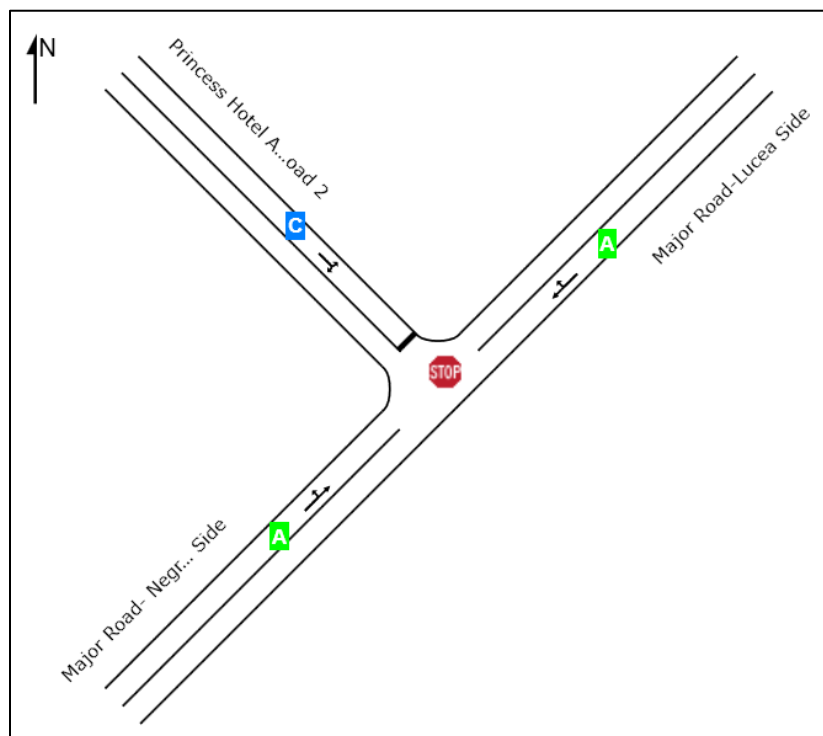 N
Princess Hotel A...oad 2
C
Major Road-Lucea Side
A
STOP
A
Major Road- Negr... Side